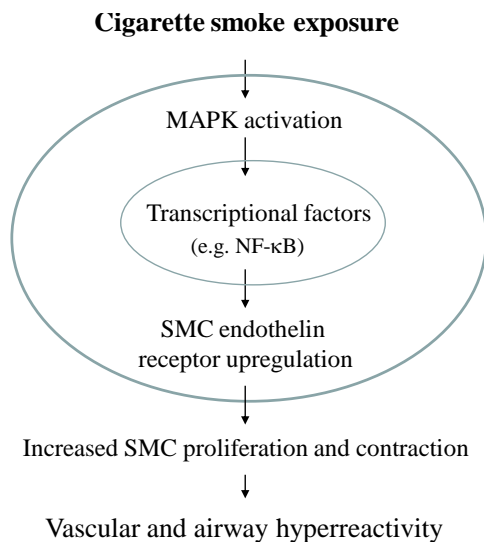 Cigarette smoke exposure
MAPK activation
Transcriptional factors
(e.g. NF-κB)
SMC endothelin
receptor upregulation
Increased SMC proliferation and contraction
Vascular and airway hyperreactivity